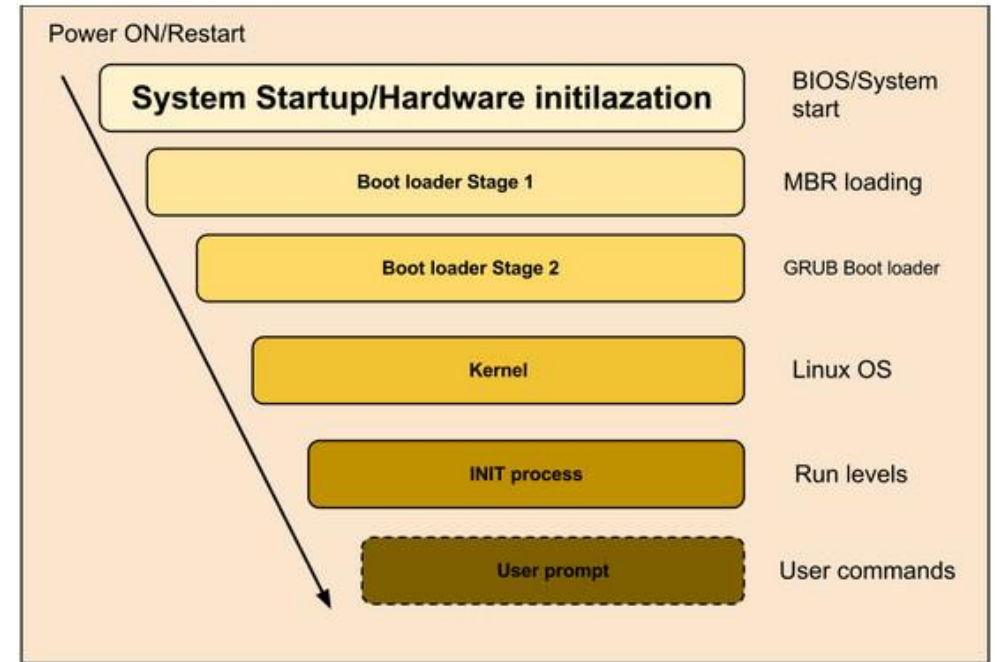 Power ON/Restart
System Startup/Hardware initilazation
BIOS/System
start
Boot loader Stage 1
MBR loading
Boot loader Stage 2
GRUB Boot loader
Kernel
Linux OS
INIT process
Run levels
User prompt
User commands